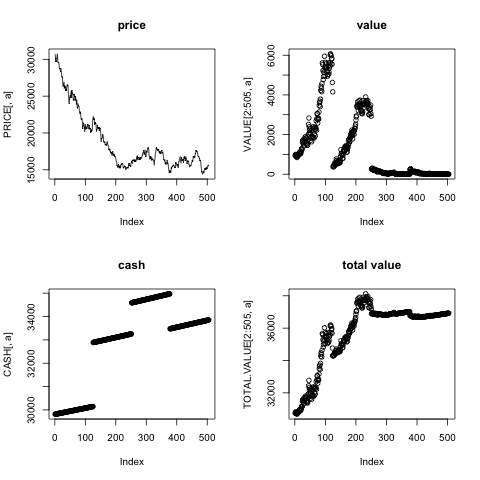 price
PRICE[, a]
15000 20000 25000 30000
0 100 200 300 400 500
Index
value
VALUE[2:505, a]
0 2000 4000 6000
0 100 200 300 400 500
Index
cash
CASH[, a]
30000 32000 34000
0 100 200 300 400 500
Index
total value
TOTAL.VALUE[2:505, a]
32000 36000
0 100 200 300 400 500
Index